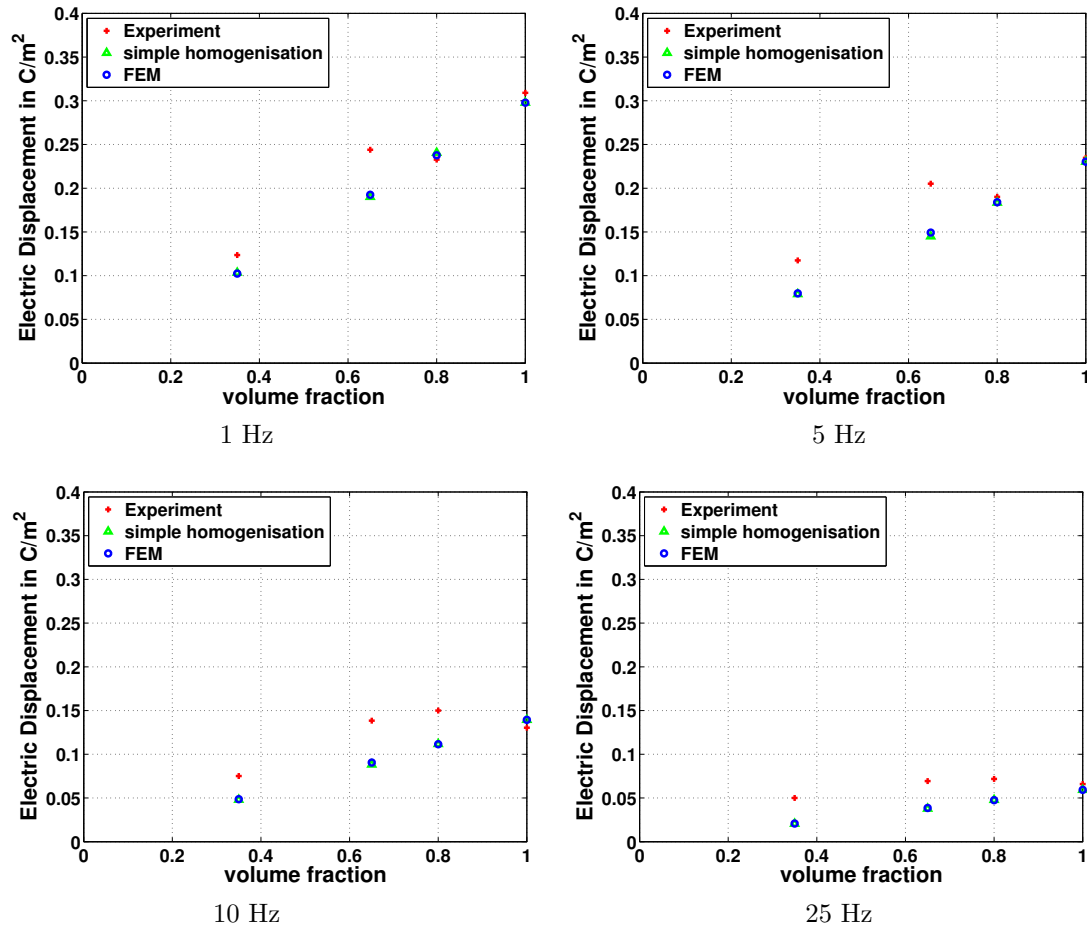 0.4
0.35
0.3
0.25
0.2
0.15
0.1
0.05
0
Electric Displacement in C/m²
Experiment
simple homogenisation
FEM
0 0.2 0.4 0.6 0.8 1
volume fraction
1 Hz
0.4
0.35
0.3
0.25
0.2
0.15
0.1
0.05
0
Electric Displacement in C/m²
Experiment
simple homogenisation
FEM
0 0.2 0.4 0.6 0.8 1
volume fraction
5 Hz
0.4
0.35
0.3
0.25
0.2
0.15
0.1
0.05
0
Electric Displacement in C/m²
Experiment
simple homogenisation
FEM
0 0.2 0.4 0.6 0.8 1
volume fraction
10 Hz
0.4
0.35
0.3
0.25
0.2
0.15
0.1
0.05
0
Electric Displacement in C/m²
Experiment
simple homogenisation
FEM
0 0.2 0.4 0.6 0.8 1
volume fraction
25 Hz